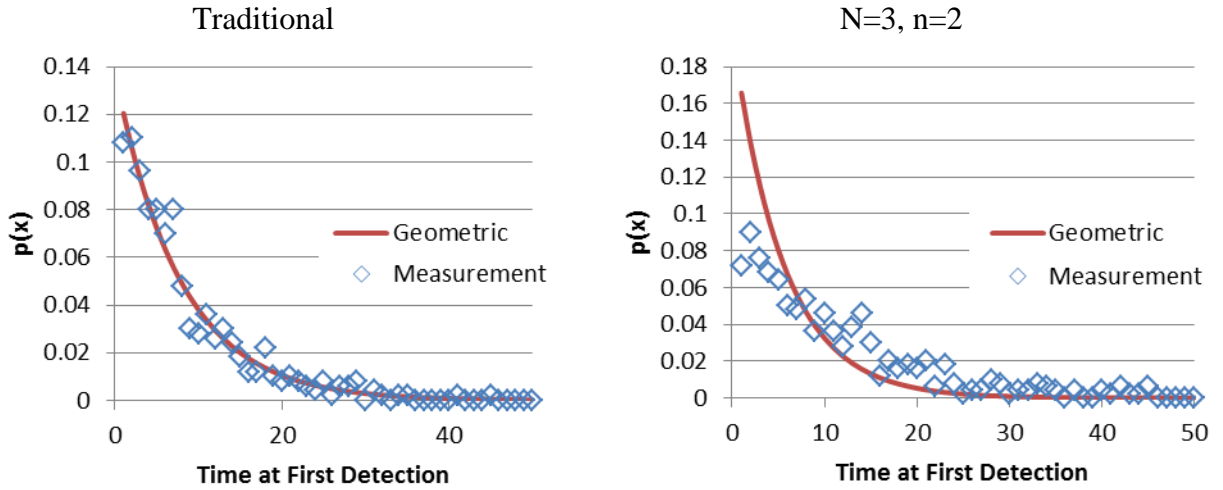 Traditional
0.14
0.12
0.1
0.08
0.06
0.04
0.02
0
p(x)
Geometric
Measurement
0 20 40
Time at First Detection
N=3, n=2
0.18
0.16
0.14
0.12
0.1
0.08
0.06
0.04
0.02
0
p(x)
Geometric
Measurement
0 10 20 30 40 50
Time at First Detection